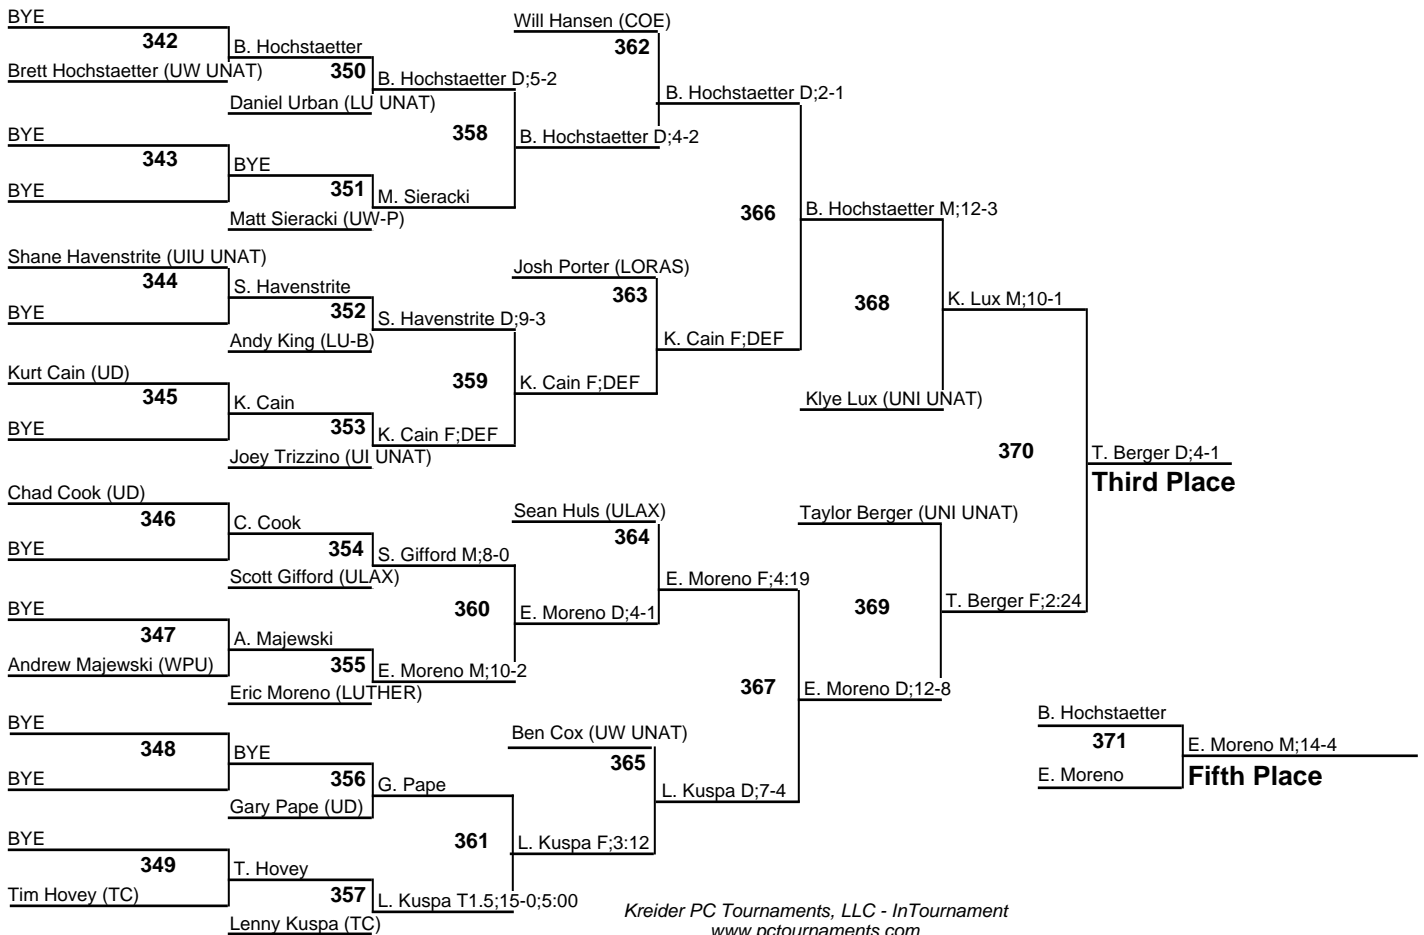 BYE
342
Brett Hochstaetter (UW UNAT)
B. Hochstaetter
350
Daniel Urban (LU UNAT)
B. Hochstaetter D;5-2
BYE
343
BYE
BYE
351
Matt Sieracki (UW-P)
M. Sieracki
358
B. Hochstaetter D;4-2
Will Hansen (COE)
362
B. Hochstaetter D;2-1
Shane Havenstrite (UIU UNAT)
344
BYE
S. Havenstrite
352
Andy King (LU-B)
S. Havenstrite D;9-3
Kurt Cain (UD)
345
BYE
K. Cain
353
Joey Trizzino (UI UNAT)
K. Cain F;DEF
359
K. Cain F;DEF
Josh Porter (LORAS)
363
K. Cain F;DEF
366
B. Hochstaetter M;12-3
368
Klye Lux (UNI UNAT)
K. Lux M;10-1
Chad Cook (UD)
346
BYE
C. Cook
354
Scott Gifford (ULAX)
S. Gifford M;8-0
BYE
347
Andrew Majewski (WPU)
A. Majewski
355
Eric Moreno (LUTHER)
E. Moreno M;10-2
360
E. Moreno D;4-1
Sean Huls (ULAX)
364
E. Moreno F;4:19
BYE
348
BYE
BYE
356
Gary Pape (UD)
G. Pape
BYE
349
Tim Hovey (TC)
T. Hovey
357
Lenny Kuspa (TC)
L. Kuspa T1.5;15-0;5:00
361
L. Kuspa F;3:12
Ben Cox (UW UNAT)
365
L. Kuspa D;7-4
367
E. Moreno D;12-8
Taylor Berger (UNI UNAT)
369
T. Berger F;2:24
370
T. Berger D;4-1
Third Place
B. Hochstaetter
371
E. Moreno
E. Moreno M;14-4
Fifth Place
Kreider PC Tournaments, LLC - InTournament
www.pctournaments.com